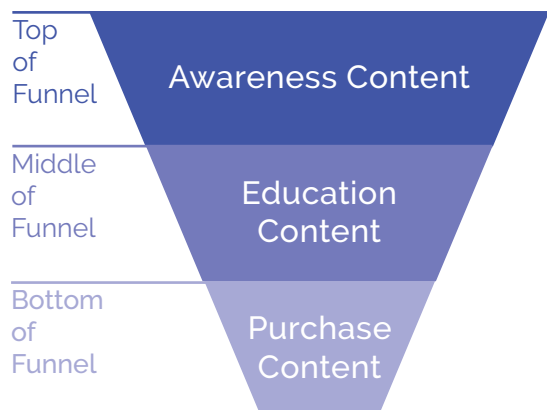 Top
of
Funnel
Awareness Content
Middle
of
Funnel
Education
Content
Bottom
of
Funnel
Purchase
Content